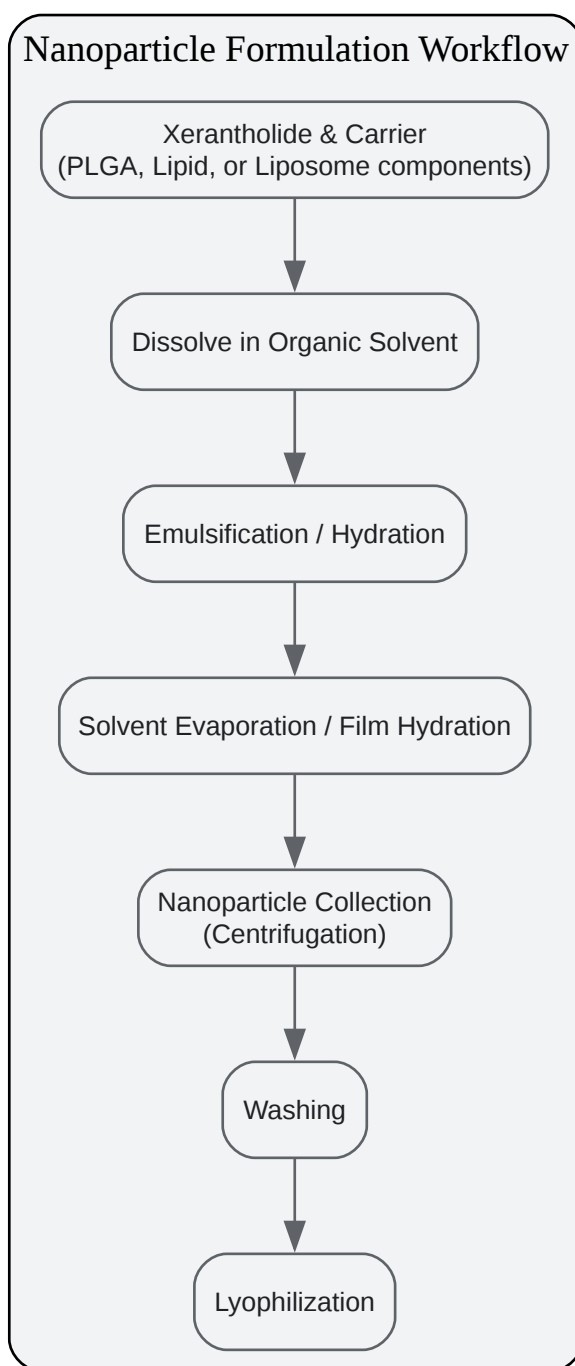 Nanoparticle Formulation Workflow
Xerantholide & Carrier
(PLGA, Lipid, or Liposome components)
Dissolve in Organic Solvent
Emulsification / Hydration
Solvent Evaporation / Film Hydration
Nanoparticle Collection
(Centrifugation)
Washing
Lyophilization